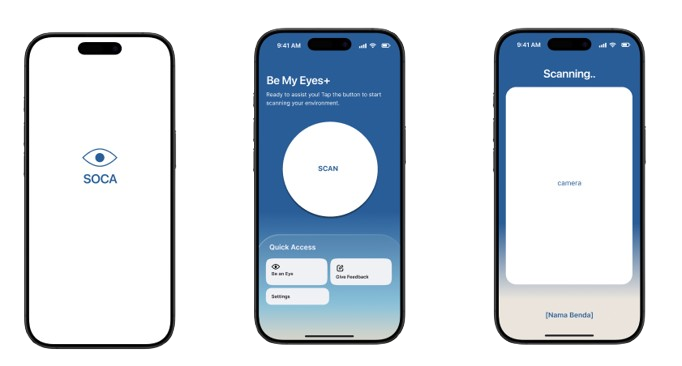 SOCA
9:41 AM
Be My Eyes+
Ready to assist you! Tap the button to start
scanning your environment.
SCAN
Quick Access
Be an Eye
Give Feedback
Settings
9:41 AM
Scanning..
camera
[Nama Benda]